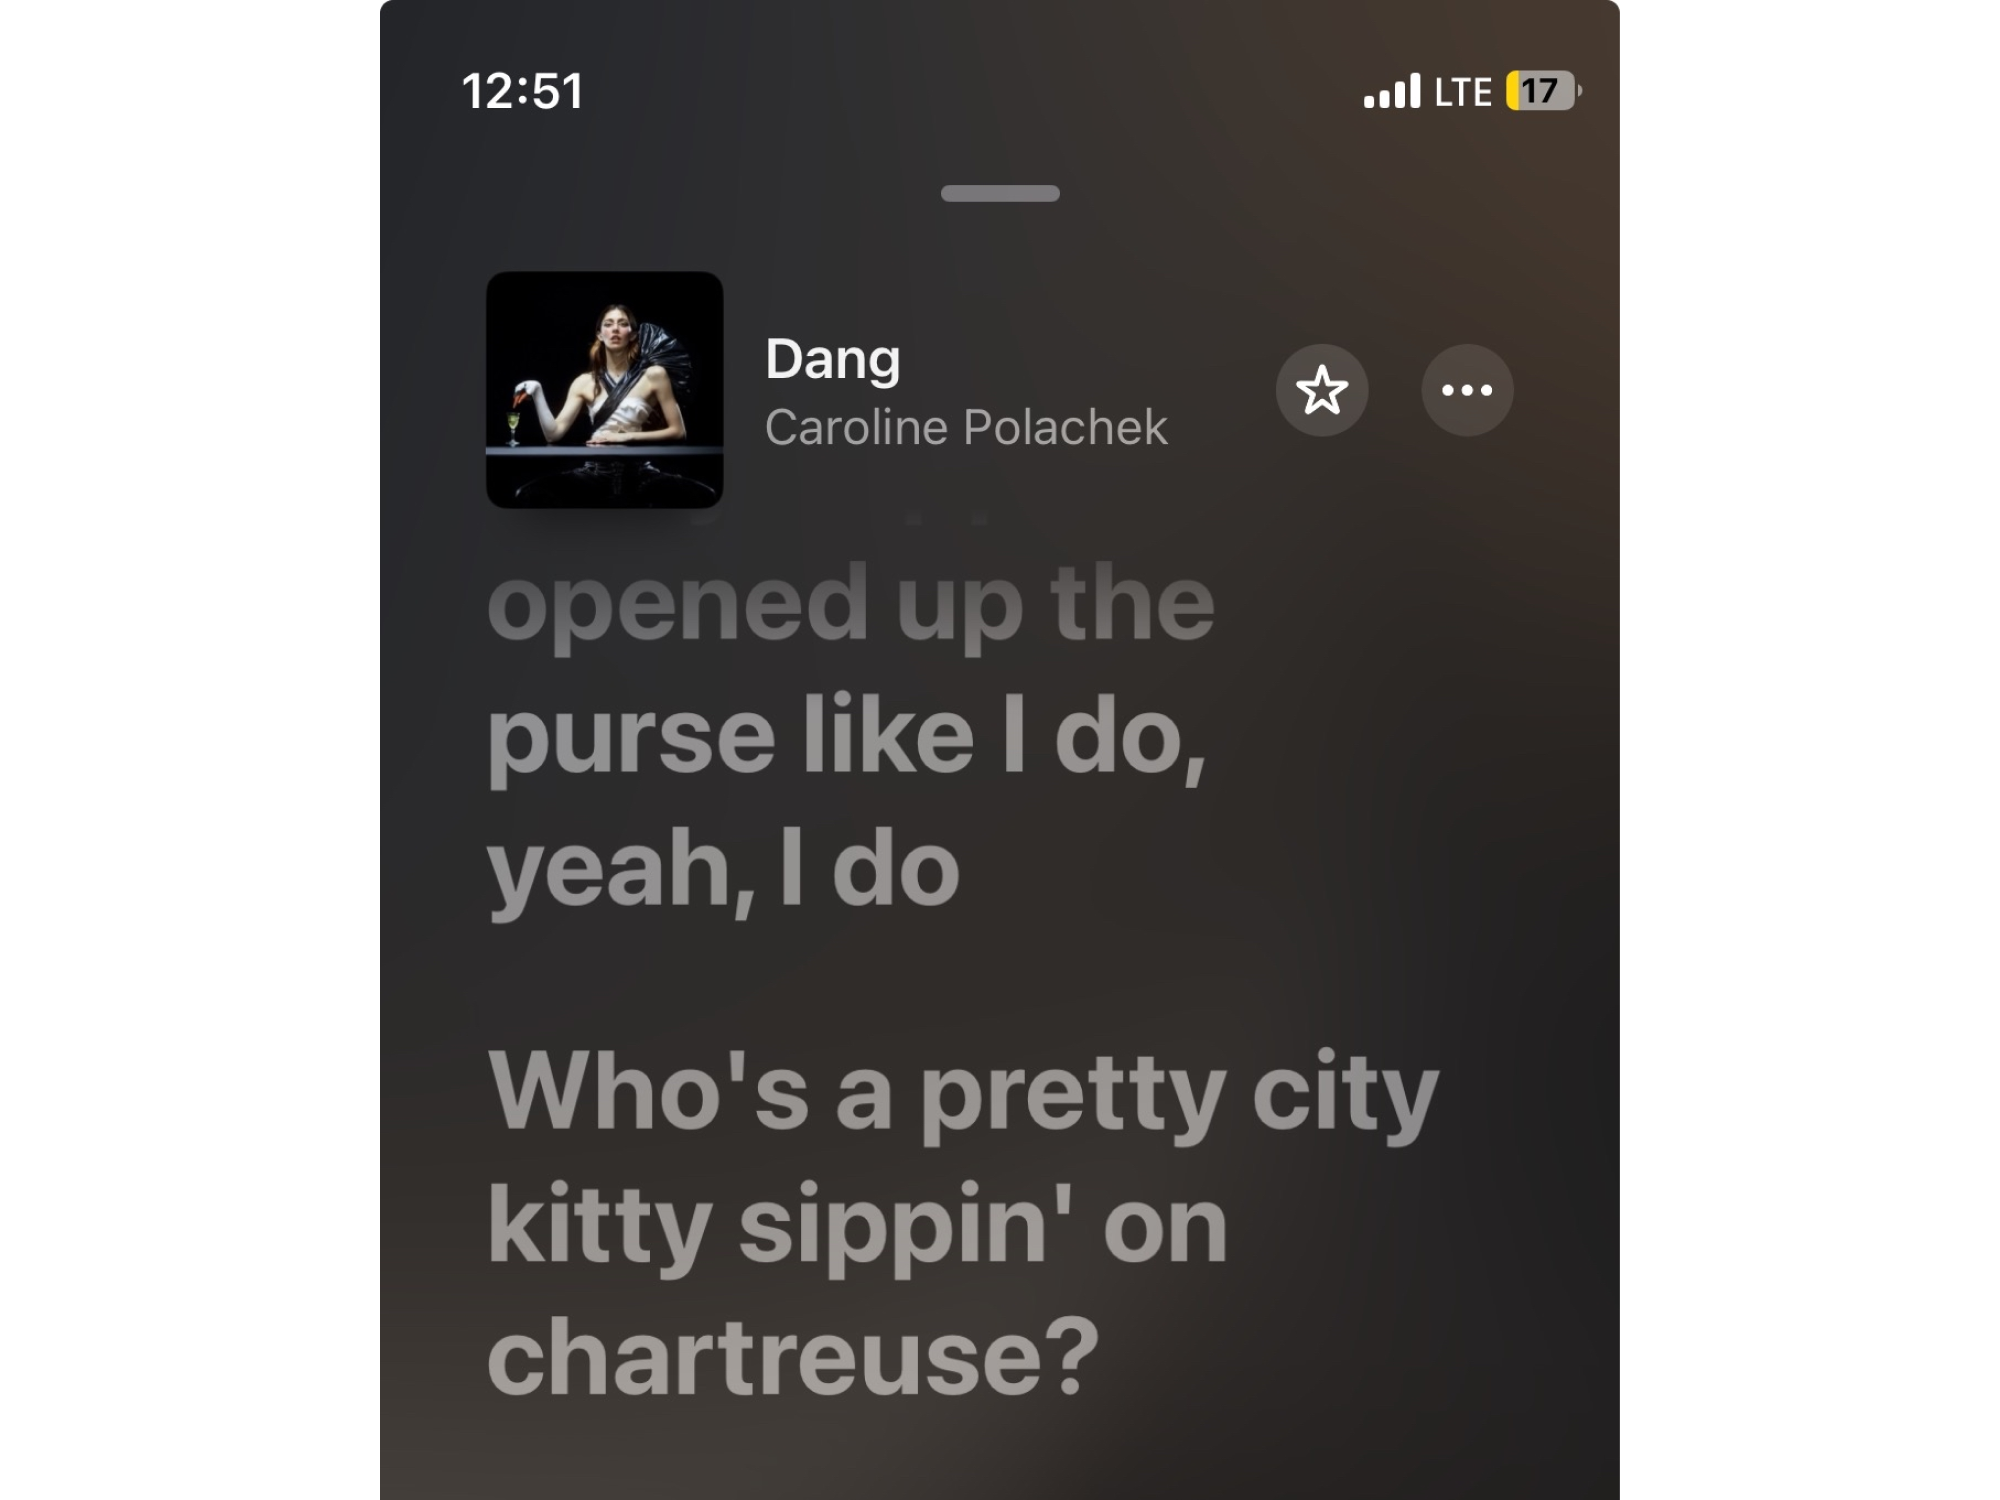 12:51
LTE 17
Dang
Caroline Polachek
opened up the
purse like I do,
yeah, I do
Who's a pretty city
kitty sippin' on
chartreuse?